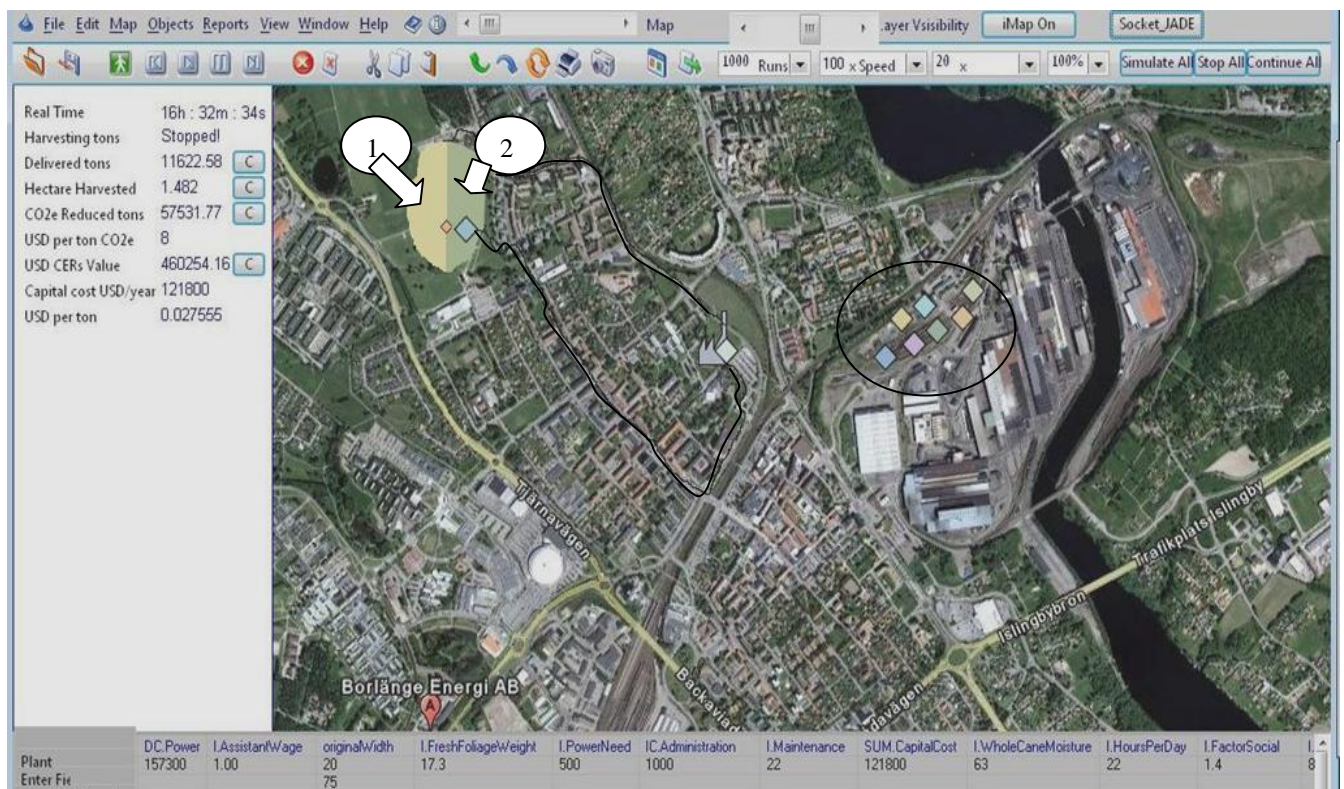 File Edit Map Objects Reports View Window Help Map .ayer Vsisibility iMap On Socket_JADE
1000 Runs 100 x Speed 20 x 100% Simulate All Stop All Continue All
Real Time 16h : 32m : 34s
Harvesting tons Stopped!
Delivered tons 11622.58 C
Hectare Harvested 1.482 C
CO2e Reduced tons 57531.77 C
USD per ton CO2e 8
USD CERs Value 460254.16 C
Capital cost USD/year 121800
USD per ton 0.027555
1 2
Tjärnavägen
Trafikplats Islingby
Islingbybron
Borlänge Energi AB
A
Backaviad
davägen
DC.Power I.AssistantWage originalWidth I.FreshFoliageWeight I.PowerNeed IC.Administration I.Maintenance SUM.CapitalCost I.WholeCaneMoisture I.HoursPerDay I.FactorSocial I.
Plant 157300 1.00 20 17.3 500 1000 22 121800 63 22 1.4 8
Enter Fie 75